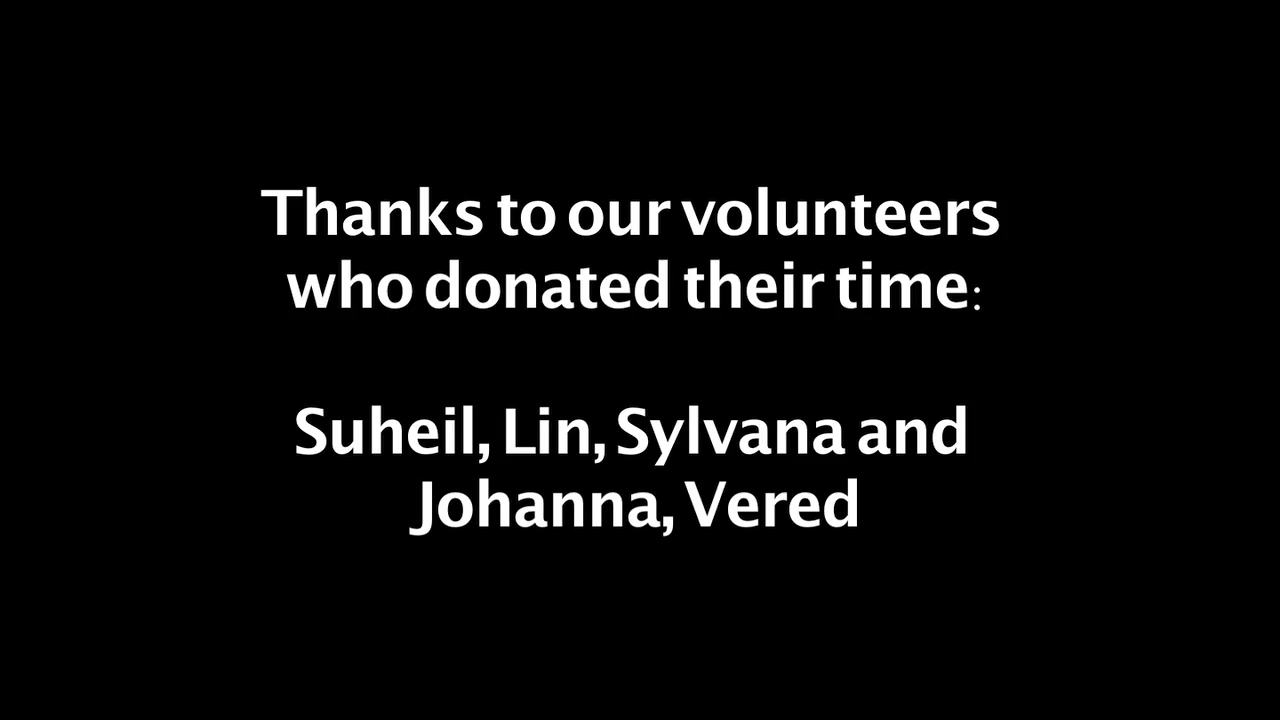 Thanks to our volunteers
who donated their time:
Suheil, Lin, Sylvana and
Johanna, Vered